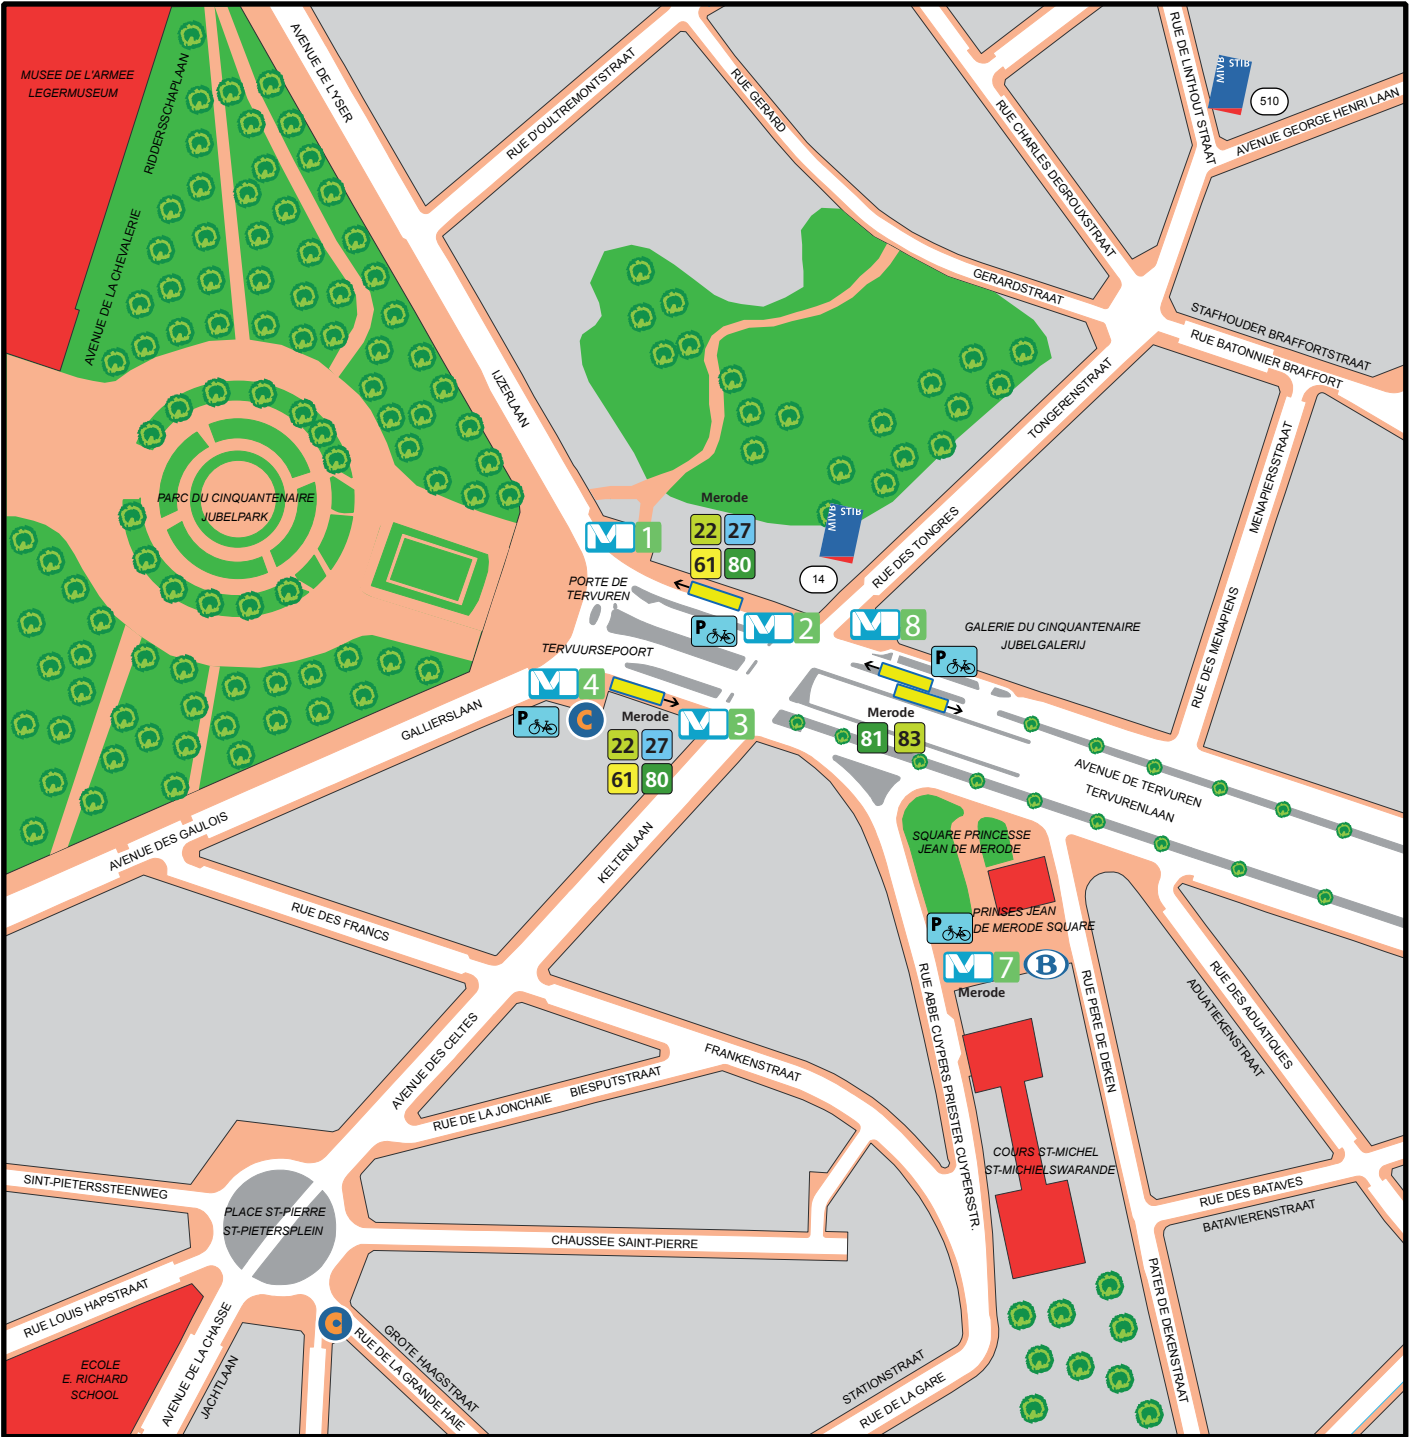 MUSEE DE L'ARMEE
LEGERMUSEUM
RIDDERSSCHAPLAAN
AVENUE DE LA CHEVALERIE
AVENUE DE L'YSER
IJZERLAAN
RUE D'OULTREMONTSTRAAT
RUE GERARD
GERARDSTRAAT
RUE CHARLES DEGROUXSTRAAT
RUE DE LINTHOUT STRAAT
MIVB
STIB
510
AVENUE GEORGE HENRI LAAN
STAFHOUDER BRAFFORTSTRAAT
RUE BATONNIER BRAFFORT
TONGERENSTRAAT
RUE DES TONGRES
MENAPIERSSTRAAT
RUE DES MENAPIENS
PARC DU CINQUANTENAIRE
JUBELPARK
Merode
22 27
61 80
MIVB
STIB
14
M 1
PORTE DE
TERVUREN
P
M 2
M 8
GALERIE DU CINQUANTENAIRE
JUBELGALERIJ
P
TERVUURSEPOORT
M 4
P
C
Merode
22 27
61 80
M 3
Merode
81 83
AVENUE DE TERVUREN
TERVURENLAAN
GALLIERSLAAN
AVENUE DES GAULOIS
KELTENLAAN
AVENUE DES CELTES
RUE DES FRANCS
FRANKENSTRAAT
SQUARE PRINCESSE
JEAN DE MERODE
PRINSES JEAN
DE MERODE SQUARE
P
M 7
B
Merode
RUE ABBE CUYPERS PRIESTER CUYPERSSTR.
RUE PERE DE DEKEN
PATER DE DEKENSTRAAT
RUE DES ADUATIQUES
ADUATIEKENSTRAAT
RUE DE LA JONCHAIE
BIESPUTSTRAAT
COURS ST-MICHEL
ST-MICHIELSWARANDE
RUE DES BATAVES
BATAVIERENSTRAAT
SINT-PIETERSSTEENWEG
PLACE ST-PIERRE
ST-PIETERSPLEIN
CHAUSSEE SAINT-PIERRE
RUE LOUIS HAPSTRAAT
ECOLE
E. RICHARD
SCHOOL
AVENUE DE LA CHASSE
JACHTLAAN
C
GROTE HAAGSTRAAT
RUE DE LA GRANDE HAIE
STATIONSTRAAT
RUE DE LA GARE